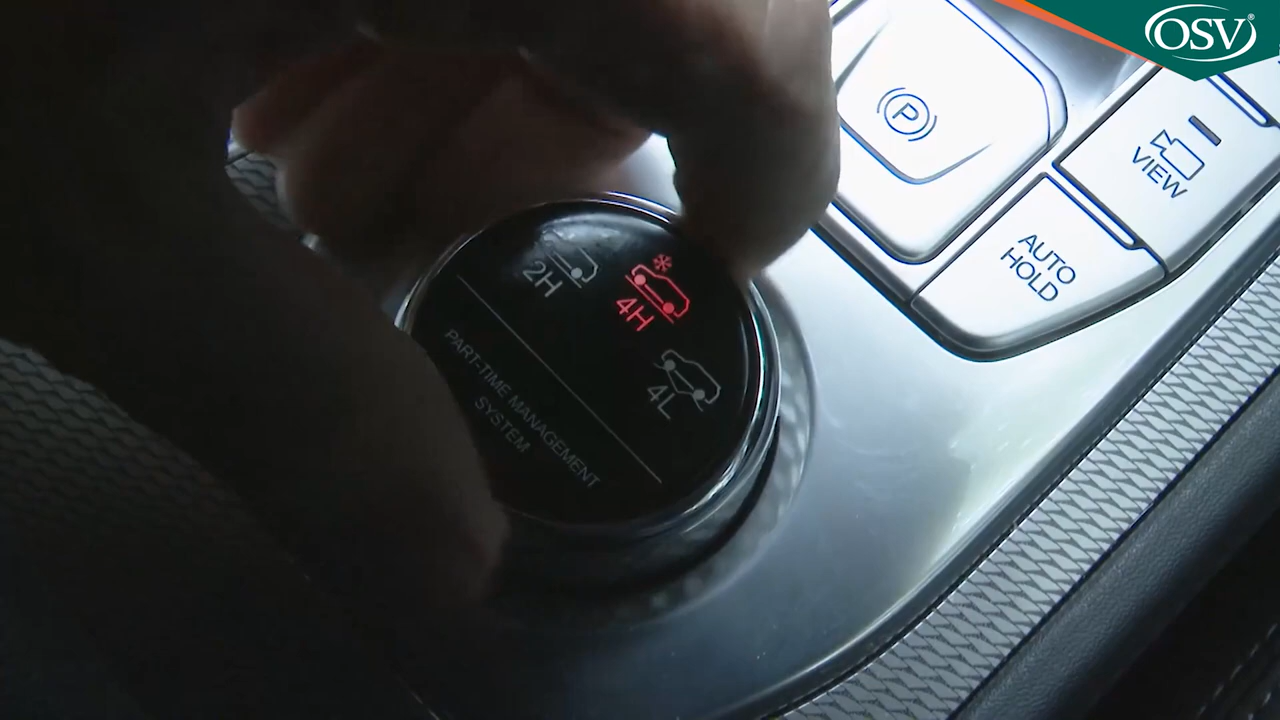 OSV
P
VIEW
AUTO
HOLD
2H
4H
4L
PART-TIME MANAGEMENT
SYSTEM